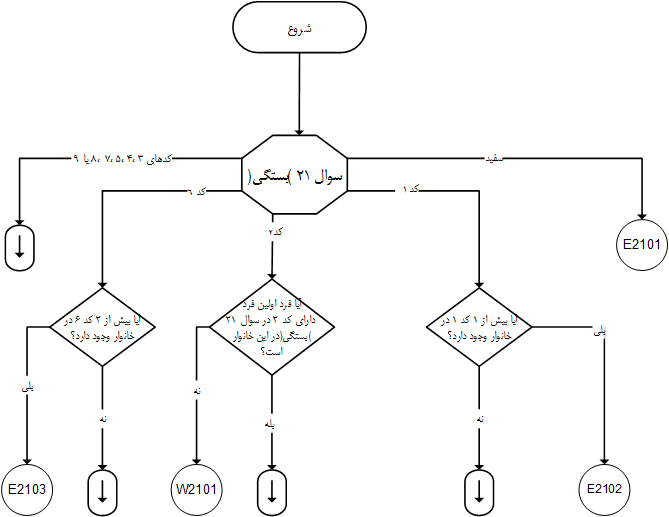 شروع
سوال ۲۱ )بستگی(
کدهای ۳، ۴، ۵، ۷، ۸ یا ۹
سفید
کد ۶
کد۲
کد ۱
E2101
آیا بیش از ۲ کد ۶ در
خانوار وجود دارد؟
آیا فرد اولین فرد
دارای کد ۲ در سوال ۲۱
)بستگی(در این خانوار
است؟
آیا بیش از ۱ کد ۱ در
خانوار وجود دارد؟
بلی
نه
نه
بله
نه
بلی
E2103
W2101
E2102